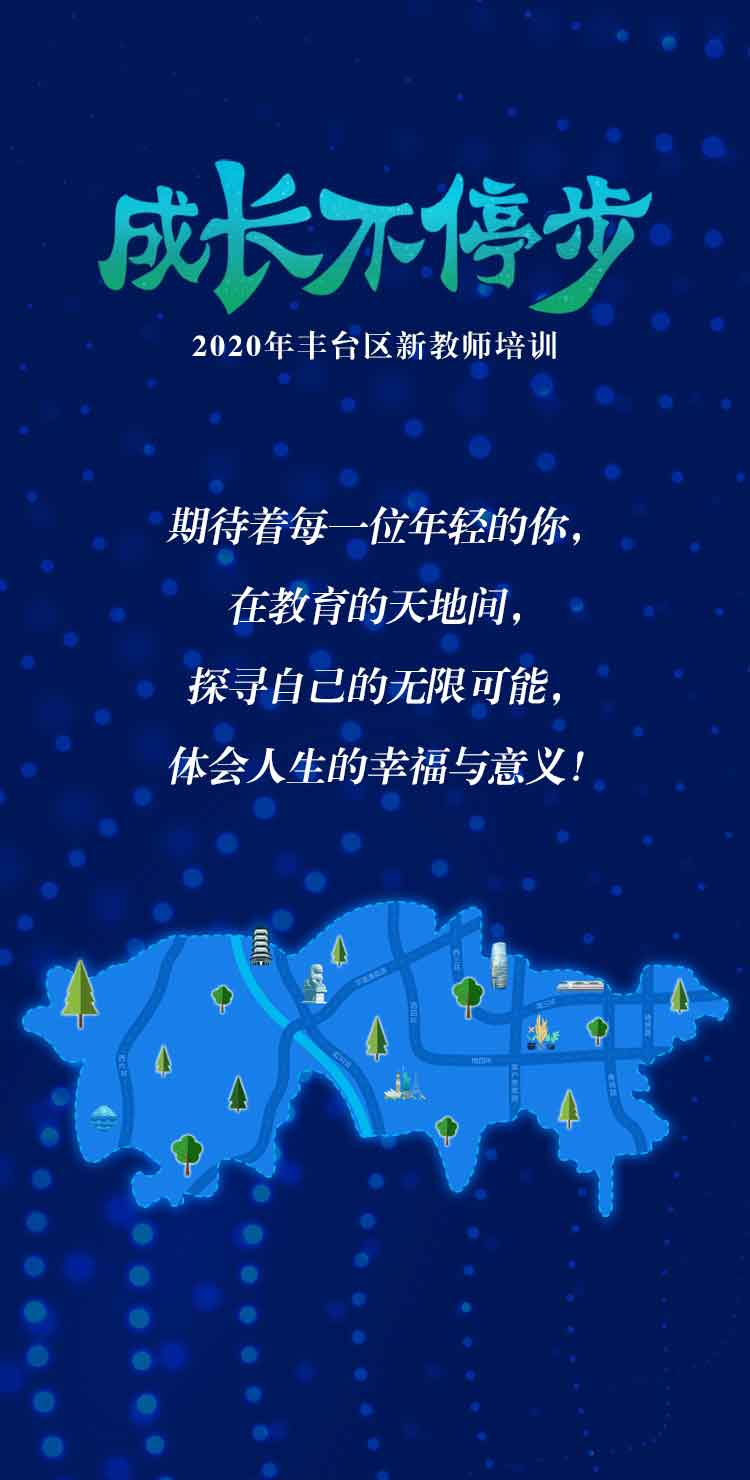 成长不停步
2020年丰台区新教师培训
期待着每一位年轻的你，
在教育的天地间，
探寻自己的无限可能，
体会人生的幸福与意义！